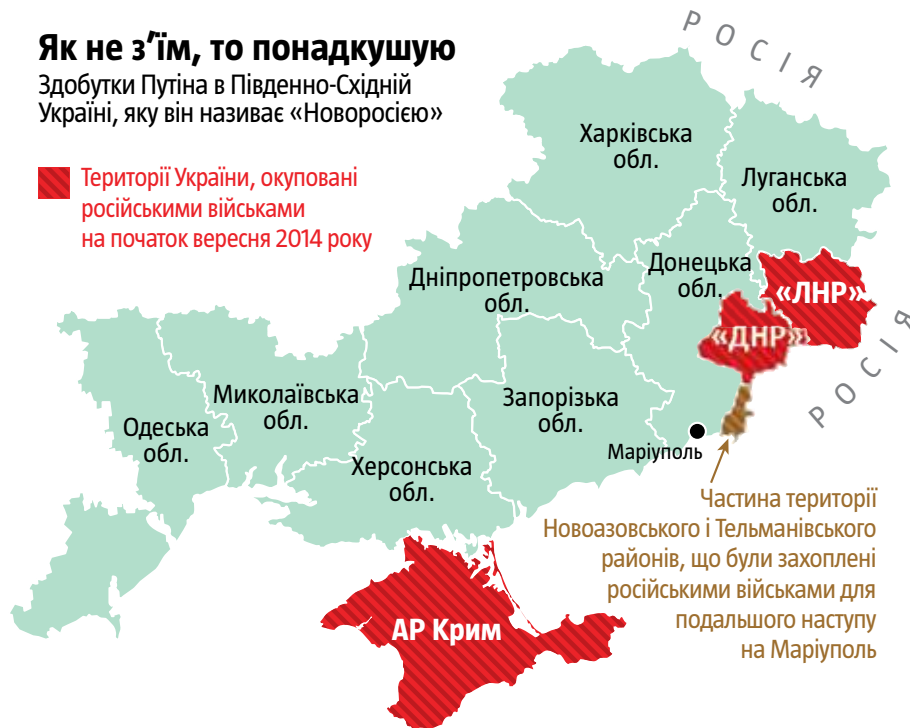 Як не з’їм, то понадкушую
Здобутки Путіна в Південно-Східній
Україні, яку він називає «Новоросією»
Території України, окуповані
російськими військами
на початок вересня 2014 року
РОСІЯ
Харківська
обл.
Луганська
обл.
Дніпропетровська
обл.
Донецька
обл.
«ЛНР»
«ДНР»
РОСІЯ
Миколаївська
обл.
Запорізька
обл.
Одеська
обл.
Херсонська
обл.
Маріуполь
Частина території
Новоазовського і Тельманівського
районів, що були захоплені
російськими військами для
подальшого наступу
на Маріуполь
АР Крим